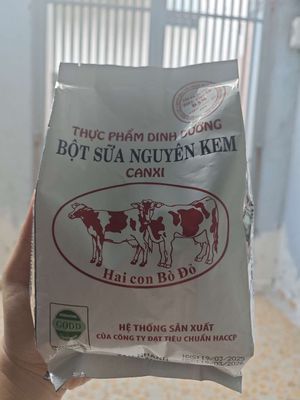 THỰC PHẨM DINH DƯỠNG
BỘT SỮA NGUYÊN KEM
CANXI
Hai con Bò Đỏ
GOOD
HỆ THỐNG SẢN XUẤT
CỦA CÔNG TY ĐẠT TIÊU CHUẨN HACCP